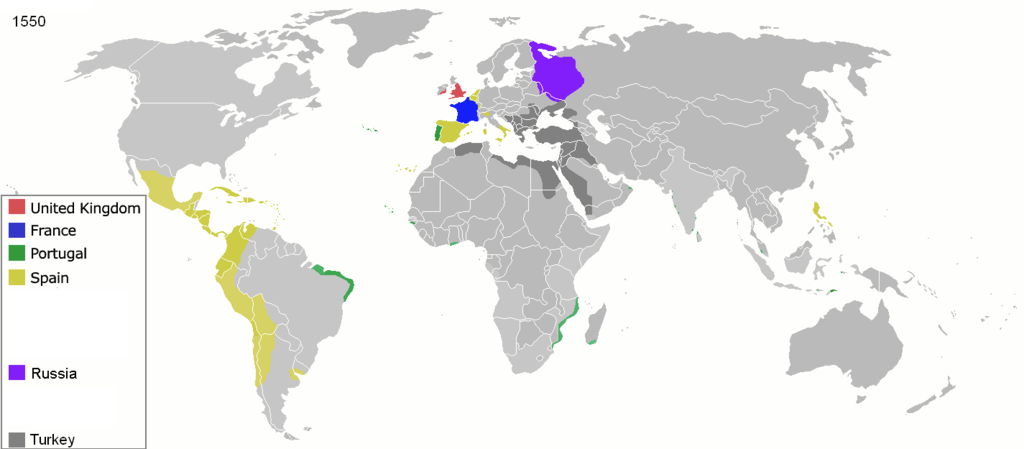 1550
United Kingdom
France
Portugal
Spain
Russia
Turkey